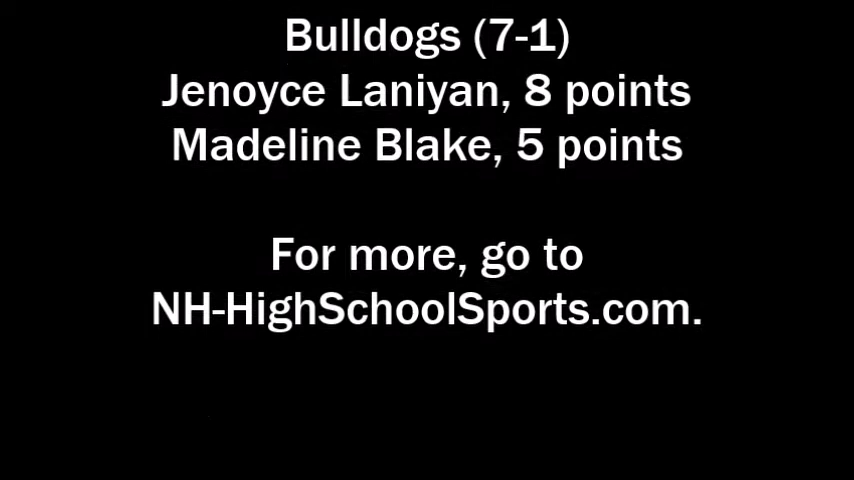 Bulldogs (7-1)
Jenoyce Laniyan, 8 points
Madeline Blake, 5 points
For more, go to
NH-HighSchoolSports.com.